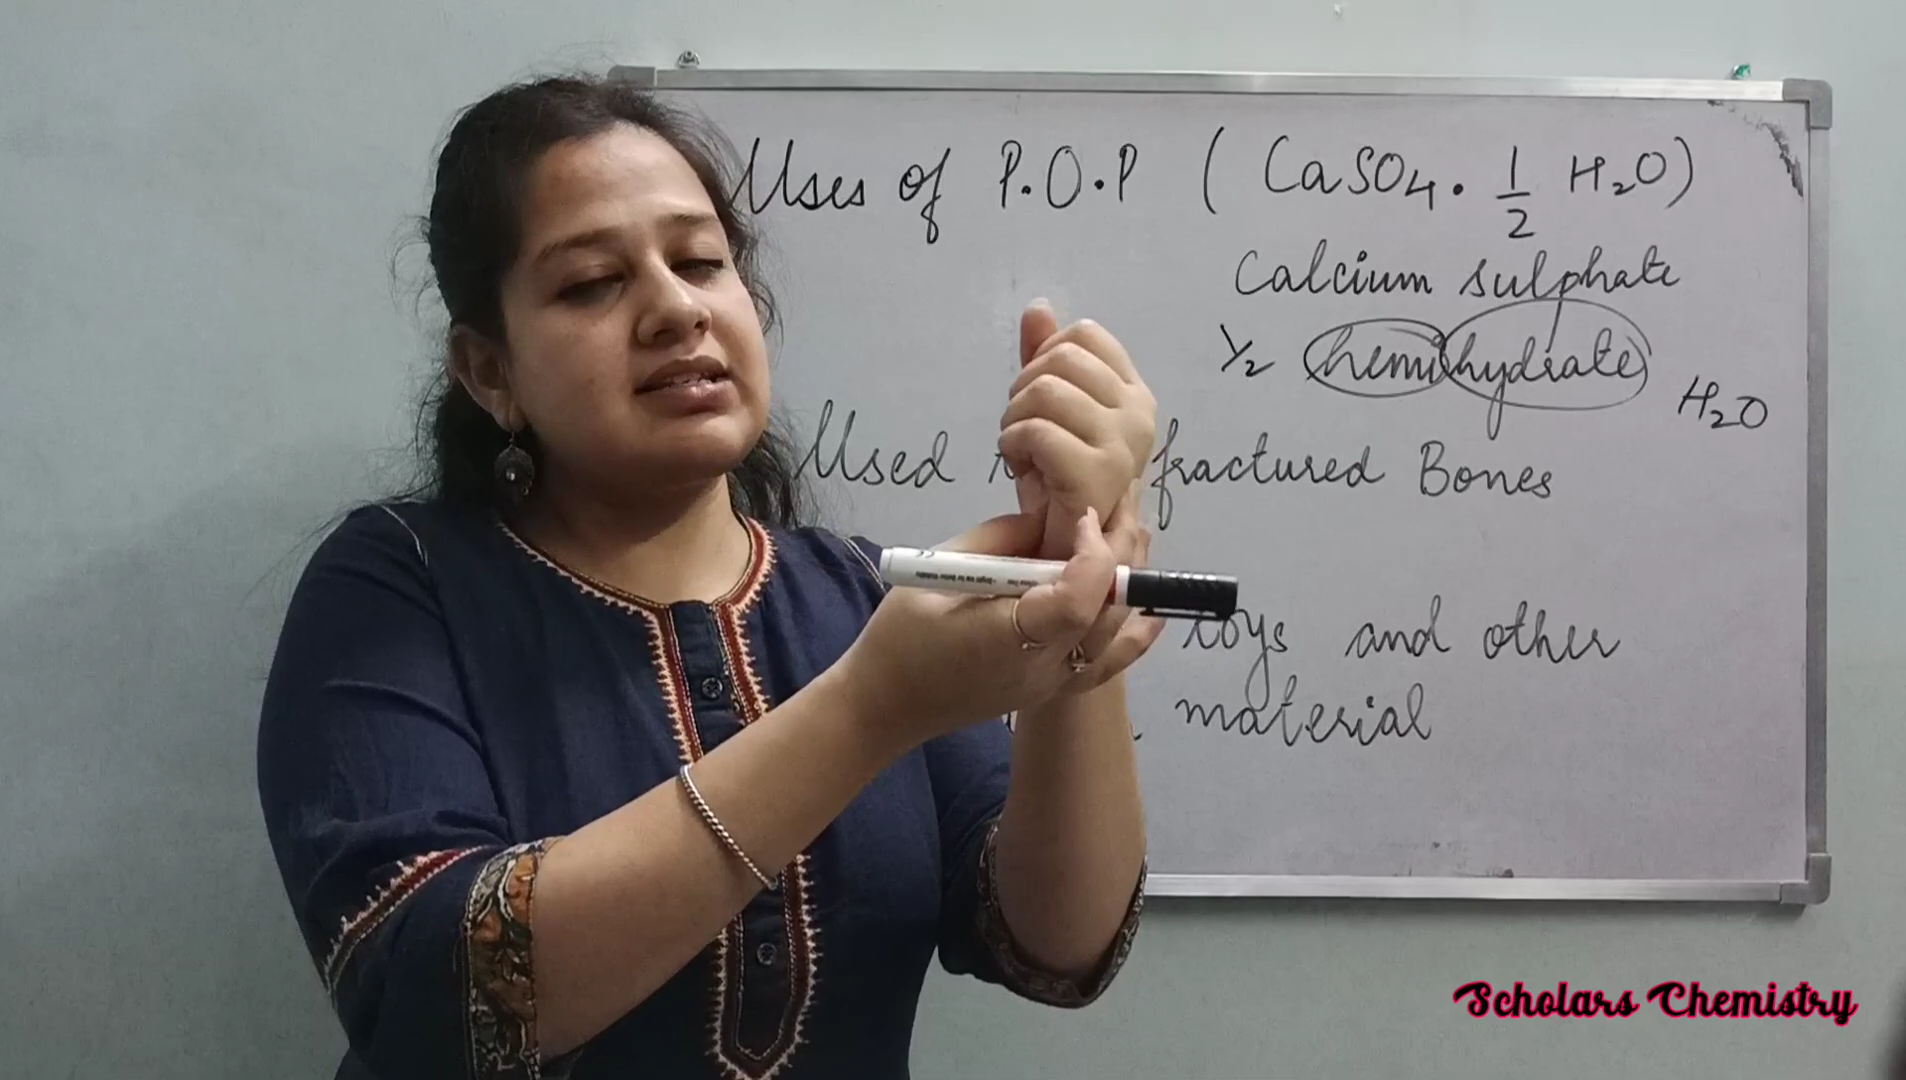 Uses of P.O.P ( CaSO4 . 1/2 H2O)
Calcium sulphate
1/2 hemihydrate
H2O
Used fractured Bones
toys and other
material
Scholars Chemistry